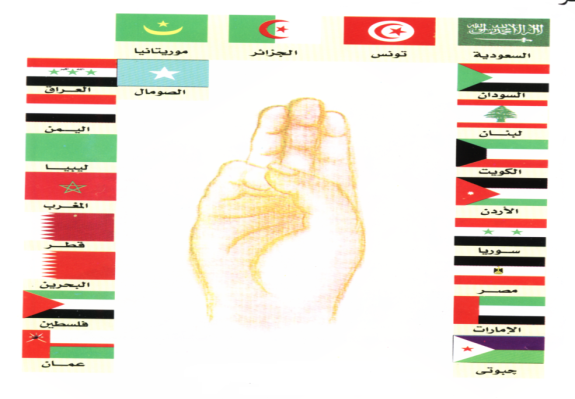 السعودية
تونس
الجزائر
موريتانيا
السودان
لبنان
الكويت
الأردن
سوريا
مصر
الإمارات
جبوتى
الصومال
العراق
اليمن
ليبيا
المغرب
قطر
البحرين
فلسطين
عمان